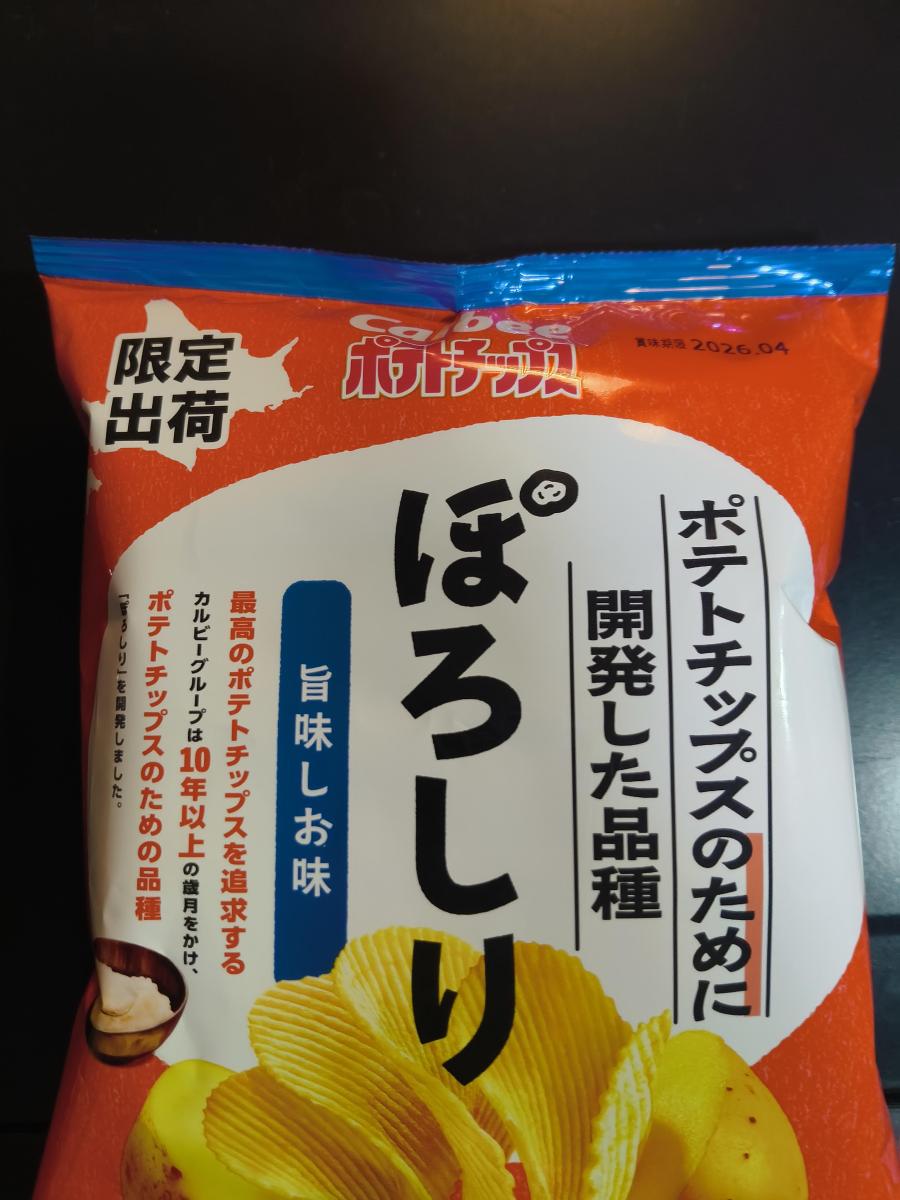 限定
出荷
Calbee
ポテトチップス
賞味期限 2026.04
ポテトチップスのために
開発した品種
ぽろしり
旨味しお味
最高のポテトチップスを追求する
カルビーグループは10年以上の歳月をかけ、
ポテトチップスのための品種
「ぽろしり」を開発しました。